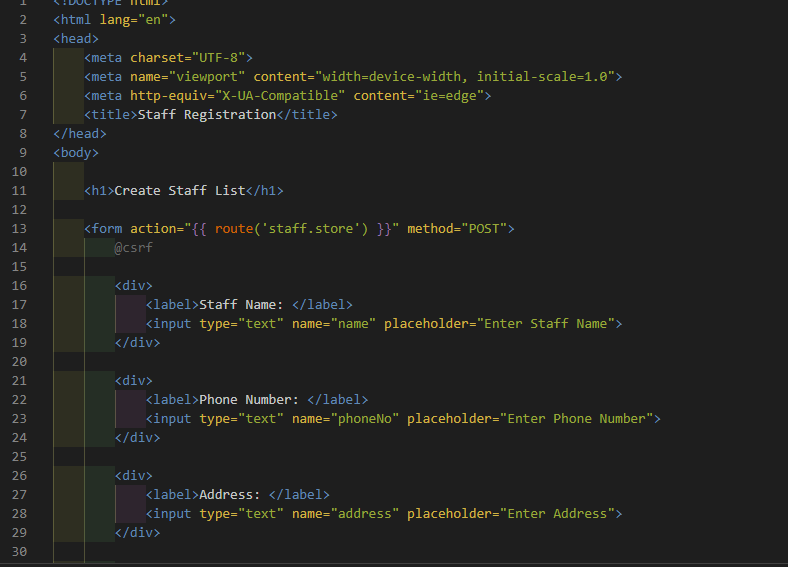 1 <!DOCTYPE html>
2 <html lang="en">
3 <head>
4     <meta charset="UTF-8">
5     <meta name="viewport" content="width=device-width, initial-scale=1.0">
6     <meta http-equiv="X-UA-Compatible" content="ie=edge">
7     <title>Staff Registration</title>
8 </head>
9 <body>
10
11     <h1>Create Staff List</h1>
12
13     <form action="{{ route('staff.store') }}" method="POST">
14         @csrf
15
16         <div>
17             <label>Staff Name: </label>
18             <input type="text" name="name" placeholder="Enter Staff Name">
19         </div>
20
21         <div>
22             <label>Phone Number: </label>
23             <input type="text" name="phoneNo" placeholder="Enter Phone Number">
24         </div>
25
26         <div>
27             <label>Address: </label>
28             <input type="text" name="address" placeholder="Enter Address">
29         </div>
30